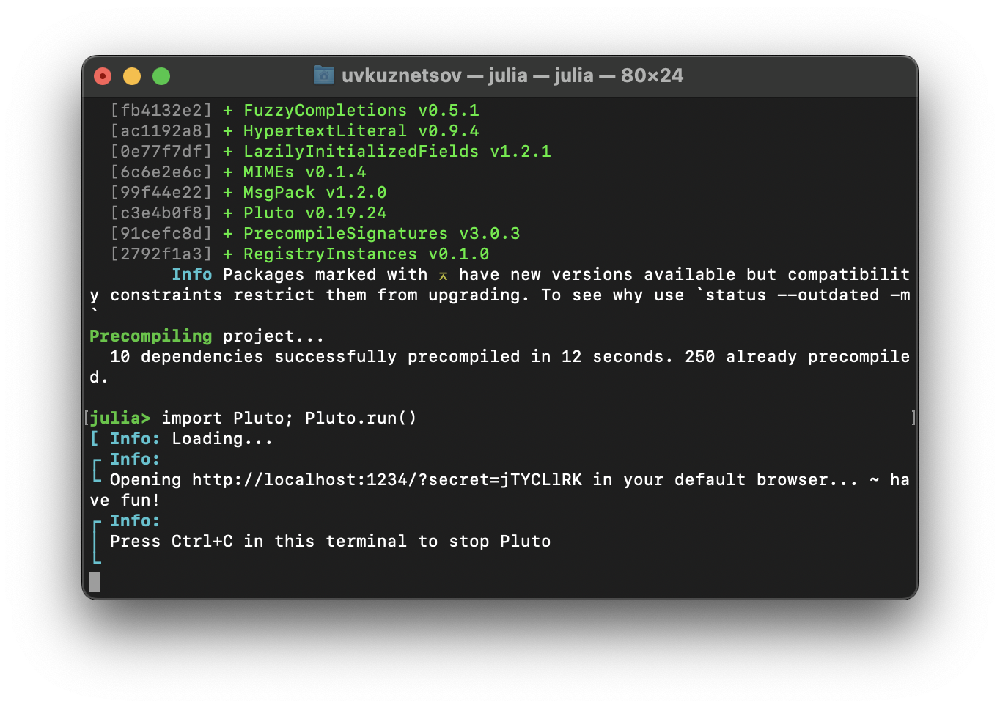 uvkuznetsov — julia — julia — 80×24
[fb4132e2] + FuzzyCompletions v0.5.1
[ac1192a8] + HypertextLiteral v0.9.4
[0e77f7df] + LazilyInitializedFields v1.2.1
[6c6e2e6c] + MIMEs v0.1.4
[99f44e22] + MsgPack v1.2.0
[c3e4b0f8] + Pluto v0.19.24
[91cefc8d] + PrecompileSignatures v3.0.3
[2792f1a3] + RegistryInstances v0.1.0
Info Packages marked with ⌅ have new versions available but compatibilit
y constraints restrict them from upgrading. To see why use `status --outdated -m
`
Precompiling project...
10 dependencies successfully precompiled in 12 seconds. 250 already precompile
d.
[julia> import Pluto; Pluto.run() ]
[ Info: Loading...
┌ Info:
└ Opening http://localhost:1234/?secret=jTYCLlRK in your default browser... ~ ha
ve fun!
┌ Info:
│ Press Ctrl+C in this terminal to stop Pluto
└